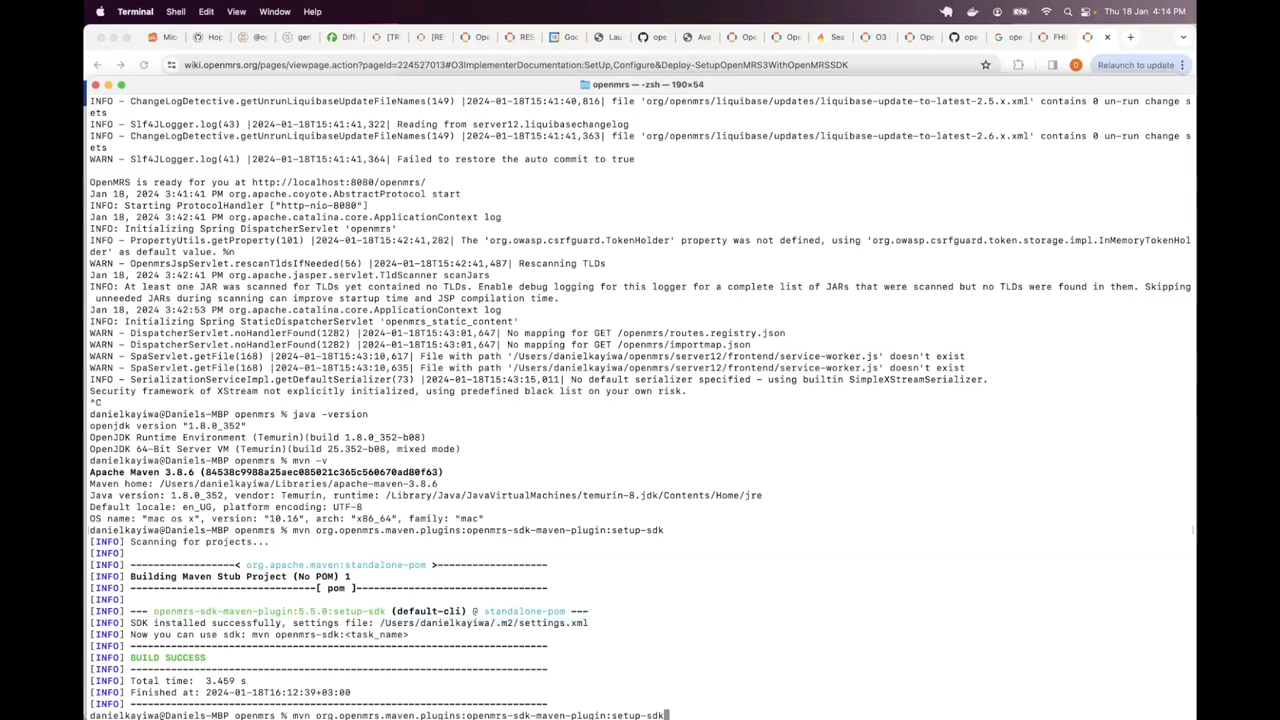 Terminal Shell Edit View Window Help Thu 18 Jan 4:14 PM
Mic Hop @op gen Diff [TR [RE Ope RES Goo Lau ope Ava Ope Ope Sea O3 Ope ope ope FHI
wiki.openmrs.org/pages/viewpage.action?pageId=224527013#O3ImplementerDocumentation:SetUp,Configure&Deploy-SetupOpenMRS3WithOpenMRSSDK D Relaunch to update
openmrs — -zsh — 190×54
INFO - ChangeLogDetective.getUnrunLiquibaseUpdateFileNames(149) |2024-01-18T15:41:40,816| file 'org/openmrs/liquibase/updates/liquibase-update-to-latest-2.5.x.xml' contains 0 un-run change s
ets
INFO - Slf4JLogger.log(43) |2024-01-18T15:41:41,322| Reading from server12.liquibasechangelog
INFO - ChangeLogDetective.getUnrunLiquibaseUpdateFileNames(149) |2024-01-18T15:41:41,363| file 'org/openmrs/liquibase/updates/liquibase-update-to-latest-2.6.x.xml' contains 0 un-run change s
ets
WARN - Slf4JLogger.log(41) |2024-01-18T15:41:41,364| Failed to restore the auto commit to true
OpenMRS is ready for you at http://localhost:8080/openmrs/
Jan 18, 2024 3:41:41 PM org.apache.coyote.AbstractProtocol start
INFO: Starting ProtocolHandler ["http-nio-8080"]
Jan 18, 2024 3:42:41 PM org.apache.catalina.core.ApplicationContext log
INFO: Initializing Spring DispatcherServlet 'openmrs'
INFO - PropertyUtils.getProperty(101) |2024-01-18T15:42:41,282| The 'org.owasp.csrfguard.TokenHolder' property was not defined, using 'org.owasp.csrfguard.token.storage.impl.InMemoryTokenHol
der' as default value. %n
WARN - OpenmrsJspServlet.rescanTldsIfNeeded(56) |2024-01-18T15:42:41,487| Rescanning TLDs
Jan 18, 2024 3:42:41 PM org.apache.jasper.servlet.TldScanner scanJars
INFO: At least one JAR was scanned for TLDs yet contained no TLDs. Enable debug logging for this logger for a complete list of JARs that were scanned but no TLDs were found in them. Skipping
unneeded JARs during scanning can improve startup time and JSP compilation time.
Jan 18, 2024 3:42:53 PM org.apache.catalina.core.ApplicationContext log
INFO: Initializing Spring StaticDispatcherServlet 'openmrs_static_content'
WARN - DispatcherServlet.noHandlerFound(1282) |2024-01-18T15:43:01,647| No mapping for GET /openmrs/routes.registry.json
WARN - DispatcherServlet.noHandlerFound(1282) |2024-01-18T15:43:01,647| No mapping for GET /openmrs/importmap.json
WARN - SpaServlet.getFile(168) |2024-01-18T15:43:10,617| File with path '/Users/danielkayiwa/openmrs/server12/frontend/service-worker.js' doesn't exist
WARN - SpaServlet.getFile(168) |2024-01-18T15:43:10,635| File with path '/Users/danielkayiwa/openmrs/server12/frontend/service-worker.js' doesn't exist
INFO - SerializationServiceImpl.getDefaultSerializer(73) |2024-01-18T15:43:15,011| No default serializer specified - using builtin SimpleXStreamSerializer.
Security framework of XStream not explicitly initialized, using predefined black list on your own risk.
^C
danielkayiwa@Daniels-MBP openmrs % java -version
openjdk version "1.8.0_352"
OpenJDK Runtime Environment (Temurin)(build 1.8.0_352-b08)
OpenJDK 64-Bit Server VM (Temurin)(build 25.352-b08, mixed mode)
danielkayiwa@Daniels-MBP openmrs % mvn -v
Apache Maven 3.8.6 (84538c9988a25aec085021c365c560670ad80f63)
Maven home: /Users/danielkayiwa/Libraries/apache-maven-3.8.6
Java version: 1.8.0_352, vendor: Temurin, runtime: /Library/Java/JavaVirtualMachines/temurin-8.jdk/Contents/Home/jre
Default locale: en_UG, platform encoding: UTF-8
OS name: "mac os x", version: "10.16", arch: "x86_64", family: "mac"
danielkayiwa@Daniels-MBP openmrs % mvn org.openmrs.maven.plugins:openmrs-sdk-maven-plugin:setup-sdk
[INFO] Scanning for projects...
[INFO]
[INFO] ------------------< org.apache.maven:standalone-pom >-------------------
[INFO] Building Maven Stub Project (No POM) 1
[INFO] --------------------------------[ pom ]---------------------------------
[INFO]
[INFO] --- openmrs-sdk-maven-plugin:5.5.0:setup-sdk (default-cli) @ standalone-pom ---
[INFO] SDK installed successfully, settings file: /Users/danielkayiwa/.m2/settings.xml
[INFO] Now you can use sdk: mvn openmrs-sdk:<task_name>
[INFO] ------------------------------------------------------------------------
[INFO] BUILD SUCCESS
[INFO] ------------------------------------------------------------------------
[INFO] Total time:  3.459 s
[INFO] Finished at: 2024-01-18T16:12:39+03:00
[INFO] ------------------------------------------------------------------------
danielkayiwa@Daniels-MBP openmrs % mvn org.openmrs.maven.plugins:openmrs-sdk-maven-plugin:setup-sdk